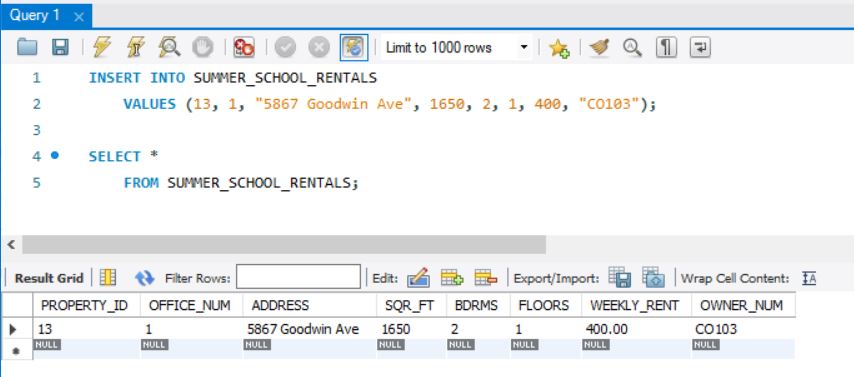 Query 1
Limit to 1000 rows
1 INSERT INTO SUMMER_SCHOOL_RENTALS
2 VALUES (13, 1, "5867 Goodwin Ave", 1650, 2, 1, 400, "CO103");
3
4 SELECT *
5 FROM SUMMER_SCHOOL_RENTALS;
Result Grid Filter Rows: Edit: Export/Import: Wrap Cell Content:
PROPERTY_ID OFFICE_NUM ADDRESS SQR_FT BDRMS FLOORS WEEKLY_RENT OWNER_NUM
13 1 5867 Goodwin Ave 1650 2 1 400.00 CO103
NULL NULL NULL NULL NULL NULL NULL NULL